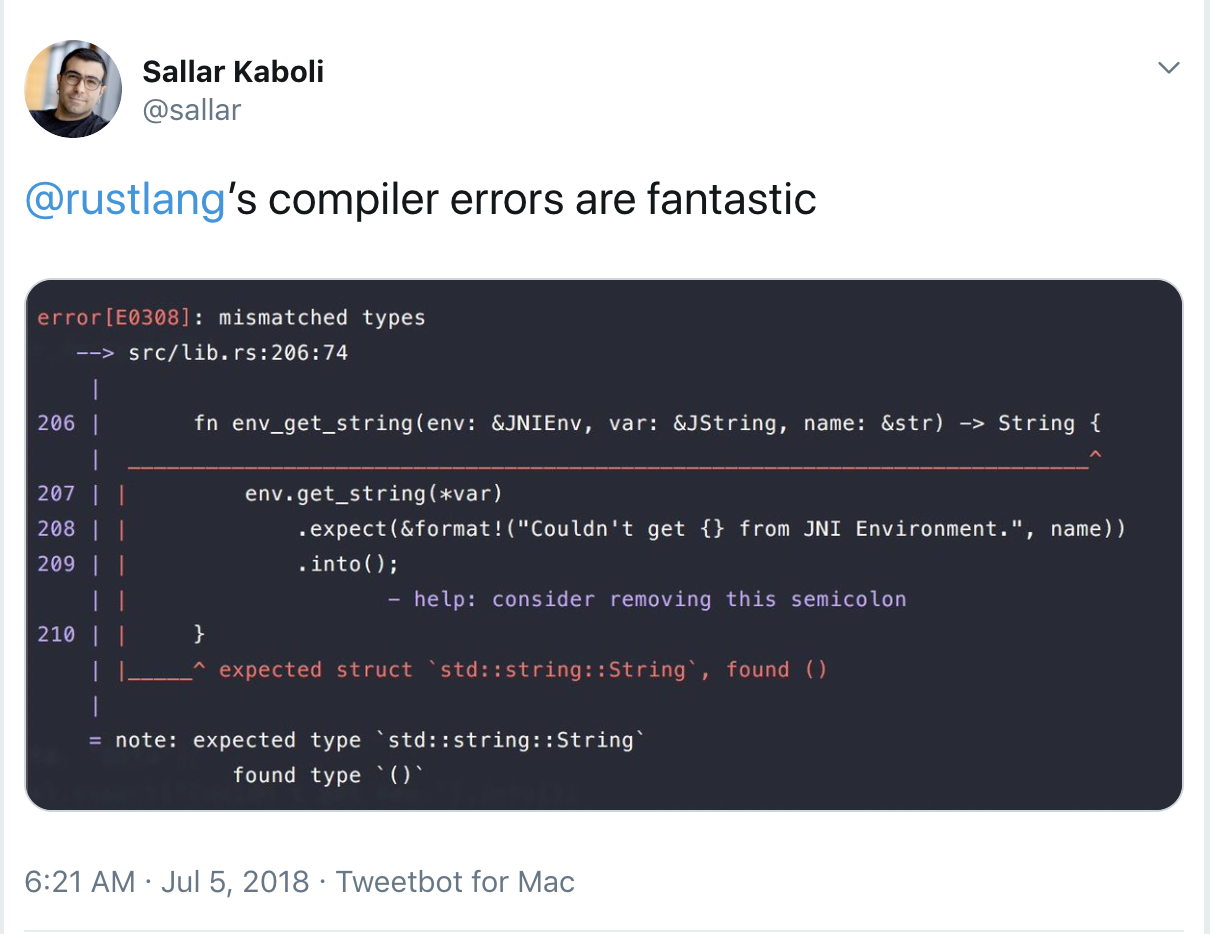 Sallar Kaboli
@sallar
@rustlang’s compiler errors are fantastic
error[E0308]: mismatched types
--> src/lib.rs:206:74
|
206 | fn env_get_string(env: &JNIEnv, var: &JString, name: &str) -> String {
| __________________________________________________________________________^
207 | | env.get_string(*var)
208 | | .expect(&format!("Couldn't get {} from JNI Environment.", name))
209 | | .into();
| | - help: consider removing this semicolon
210 | | }
| |_____^ expected struct `std::string::String`, found ()
|
= note: expected type `std::string::String`
found type `()`
6:21 AM · Jul 5, 2018 · Tweetbot for Mac